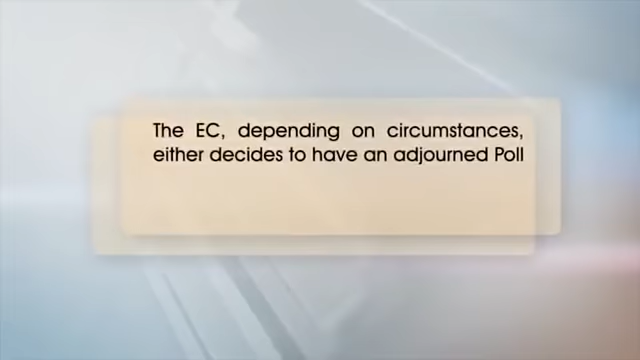 The EC, depending on circumstances,
either decides to have an adjourned Poll